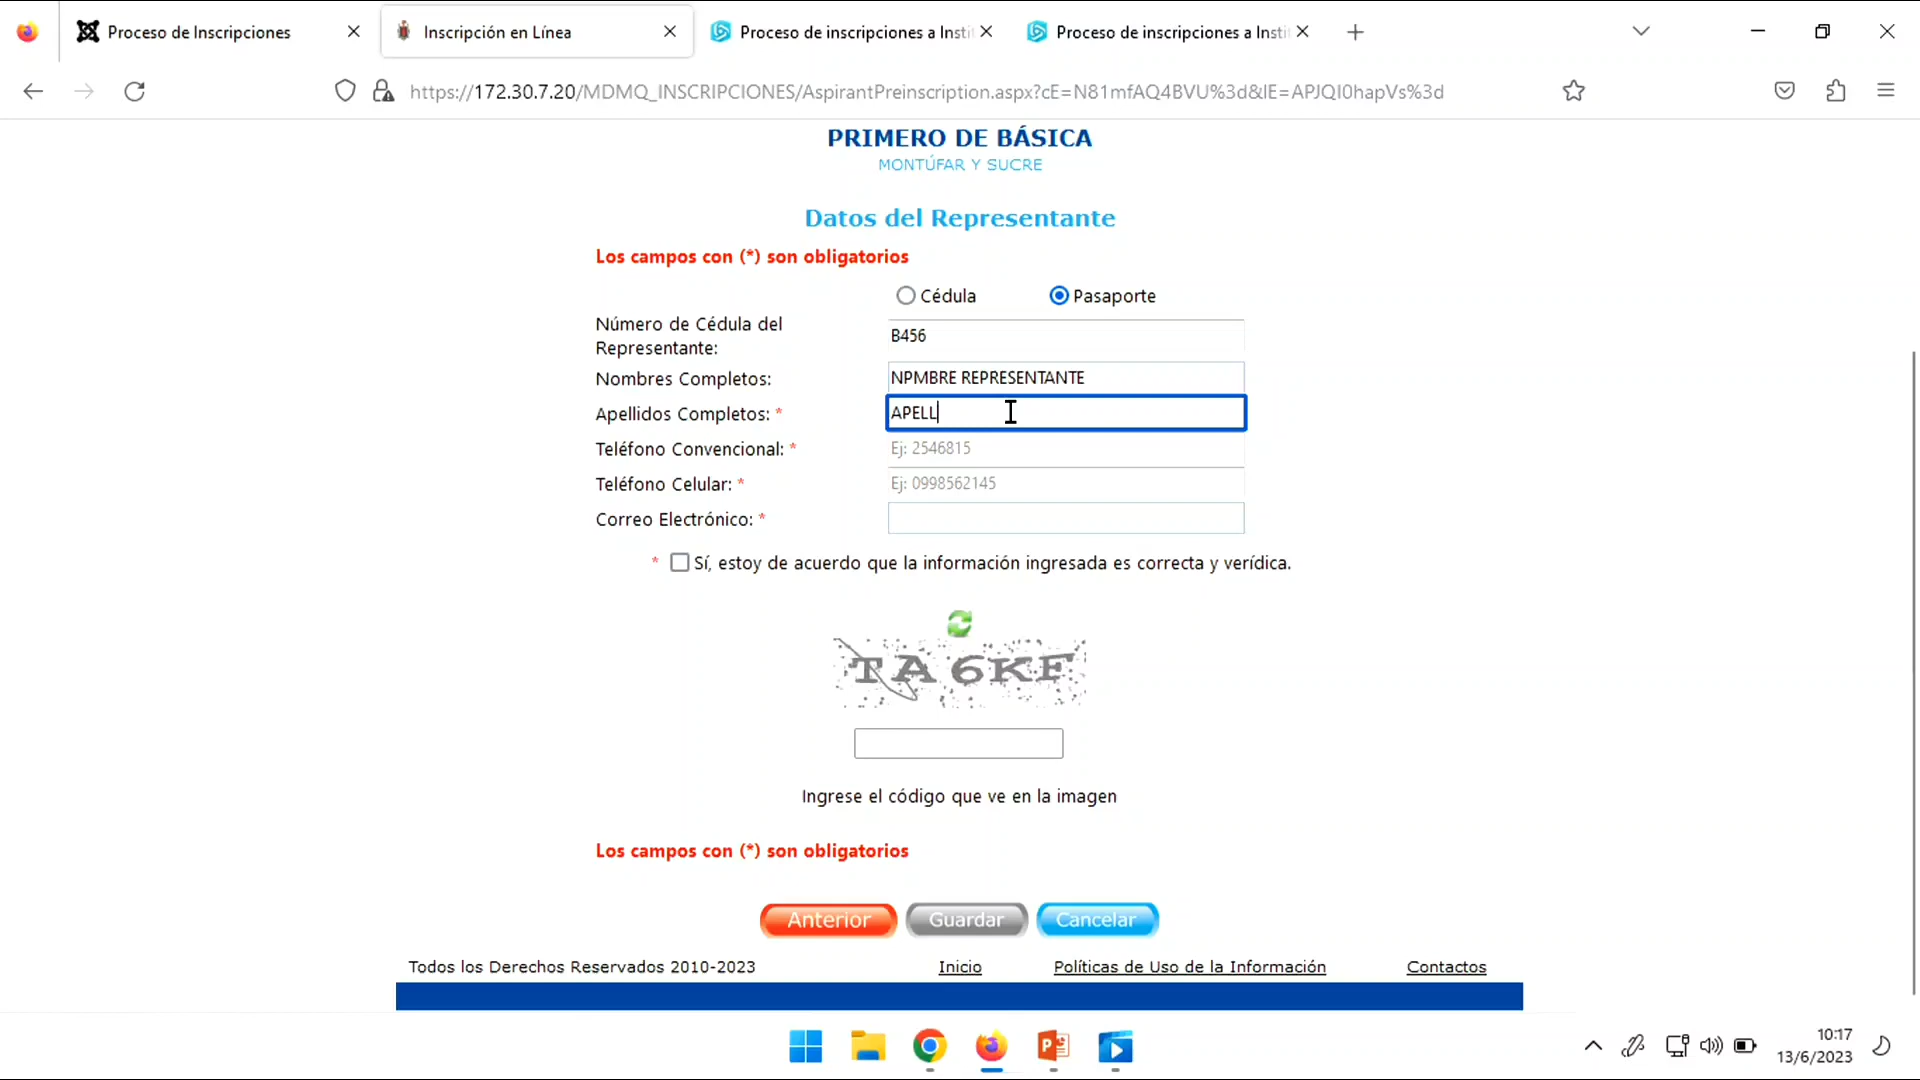 Proceso de Inscripciones
Inscripción en Línea
Proceso de inscripciones a Insti
Proceso de inscripciones a Insti
https://172.30.7.20/MDMQ_INSCRIPCIONES/AspirantPreinscription.aspx?cE=N81mfAQ4BVU%3d&IE=APJQI0hapVs%3d
PRIMERO DE BÁSICA
MONTÚFAR Y SUCRE
Datos del Representante
Los campos con (*) son obligatorios
Cédula Pasaporte
Número de Cédula del
Representante:
B456
Nombres Completos: NPMBRE REPRESENTANTE
Apellidos Completos: * APELL
Teléfono Convencional: * Ej: 2546815
Teléfono Celular: * Ej: 0998562145
Correo Electrónico: *
* Sí, estoy de acuerdo que la información ingresada es correcta y verídica.
TA6KF
Ingrese el código que ve en la imagen
Los campos con (*) son obligatorios
Anterior Guardar Cancelar
Todos los Derechos Reservados 2010-2023 Inicio Políticas de Uso de la Información Contactos
10:17
13/6/2023